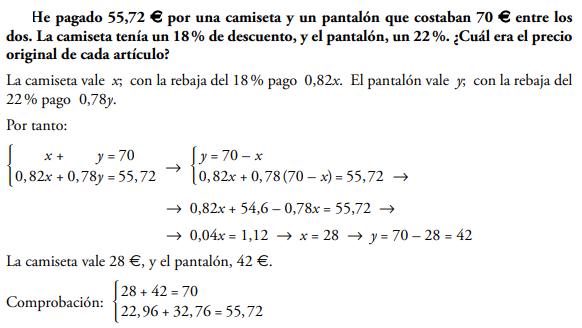 He pagado 55,72 € por una camiseta y un pantalón que costaban 70 € entre los
dos. La camiseta tenía un 18% de descuento, y el pantalón, un 22%. ¿Cuál era el precio
original de cada artículo?
La camiseta vale x; con la rebaja del 18% pago 0,82x. El pantalón vale y; con la rebaja del
22% pago 0,78y.
Por tanto:
x + y = 70 → y = 70 – x
0,82x + 0,78y = 55,72 0,82x + 0,78(70 – x) = 55,72 →
→ 0,82x + 54,6 – 0,78x = 55,72 →
→ 0,04x = 1,12 → x = 28 → y = 70 – 28 = 42
La camiseta vale 28 €, y el pantalón, 42 €.
Comprobación: 28 + 42 = 70
22,96 + 32,76 = 55,72